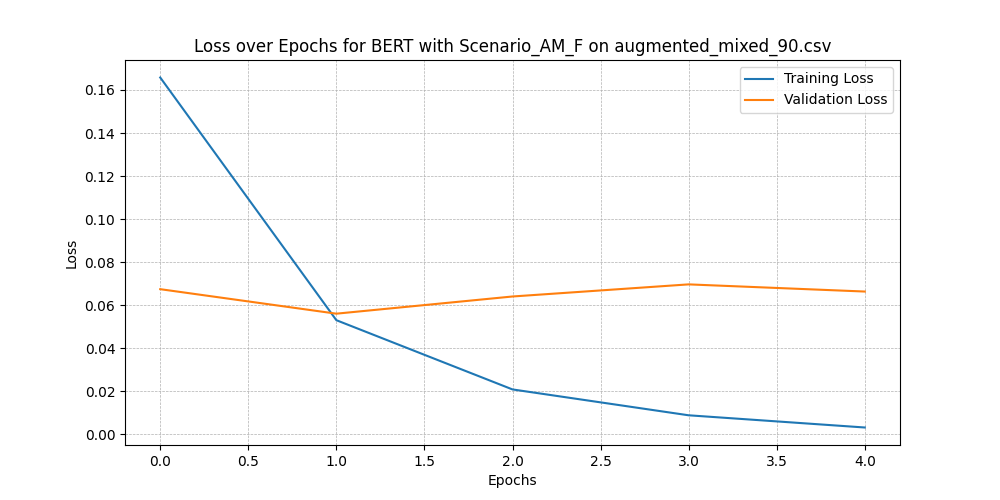 Loss over Epochs for BERT with Scenario_AM_F on augmented_mixed_90.csv
Training Loss
Validation Loss
Loss
0.16
0.14
0.12
0.10
0.08
0.06
0.04
0.02
0.00
0.0 0.5 1.0 1.5 2.0 2.5 3.0 3.5 4.0
Epochs